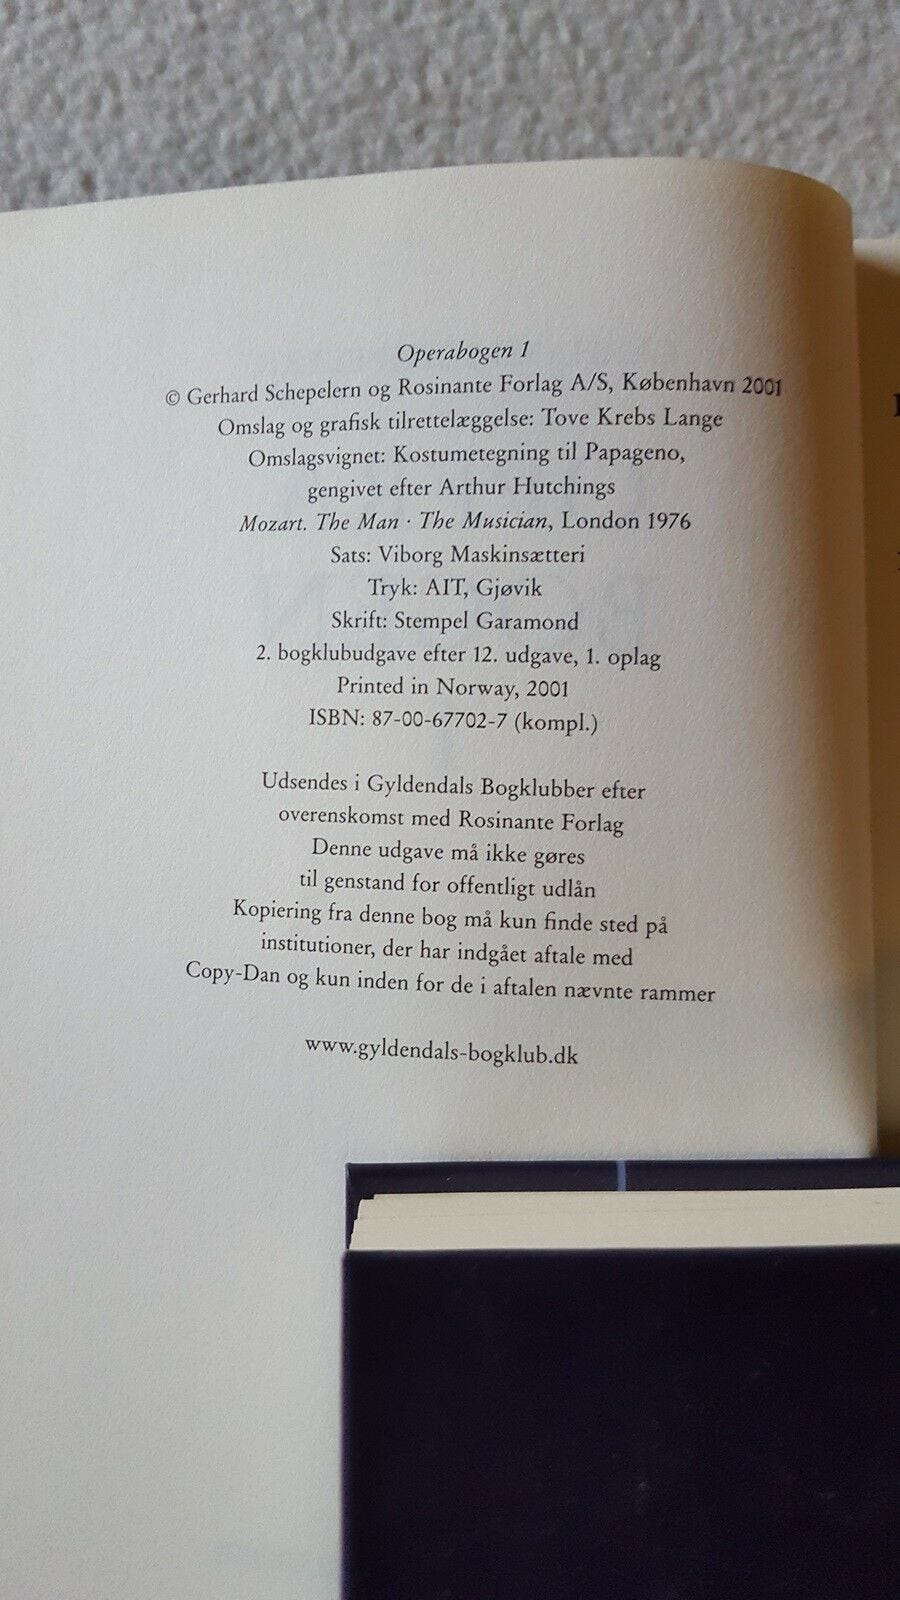 Operabogen 1
© Gerhard Schepelern og Rosinante Forlag A/S, København 2001
Omslag og grafisk tilrettelæggelse: Tove Krebs Lange
Omslagsvignet: Kostumetegning til Papageno,
gengivet efter Arthur Hutchings
Mozart. The Man · The Musician, London 1976
Sats: Viborg Maskinsætteri
Tryk: AIT, Gjøvik
Skrift: Stempel Garamond
2. bogklubudgave efter 12. udgave, 1. oplag
Printed in Norway, 2001
ISBN: 87-00-67702-7 (kompl.)
Udsendes i Gyldendals Bogklubber efter
overenskomst med Rosinante Forlag
Denne udgave må ikke gøres
til genstand for offentligt udlån
Kopiering fra denne bog må kun finde sted på
institutioner, der har indgået aftale med
Copy-Dan og kun inden for de i aftalen nævnte rammer
www.gyldendals-bogklub.dk